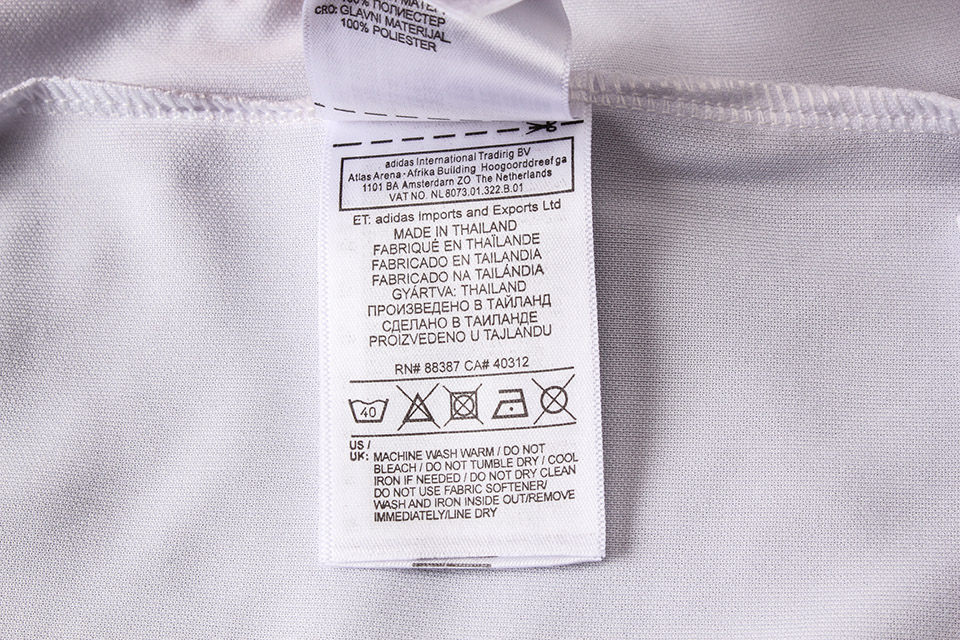 100% ПОЛИЕСТЕР
CRO: GLAVNI MATERIJAL
100% POLIESTER
adidas International Tradirig BV
Atlas Arena - Afrika Building Hoogoorddreef ga
1101 BA Amsterdarn ZO The Netherlands
VAT NO. NL8073.01.322.B.01
ET: adidas Imports and Exports Ltd
MADE IN THAILAND
FABRIQUÉ EN THAÏLANDE
FABRICADO EN TAILANDIA
FABRICADO NA TAILÂNDIA
GYÁRTVA: THAILAND
ПРОИЗВЕДЕНО В ТАЙЛАНД
СДЕЛАНО В ТАИЛАНДЕ
PROIZVEDENO U TAJLANDU
RN# 88387 CA# 40312
40
US /
UK: MACHINE WASH WARM / DO NOT
BLEACH / DO NOT TUMBLE DRY / COOL
IRON IF NEEDED / DO NOT DRY CLEAN
DO NOT USE FABRIC SOFTENER/
WASH AND IRON INSIDE OUT/REMOVE
IMMEDIATELY/LINE DRY